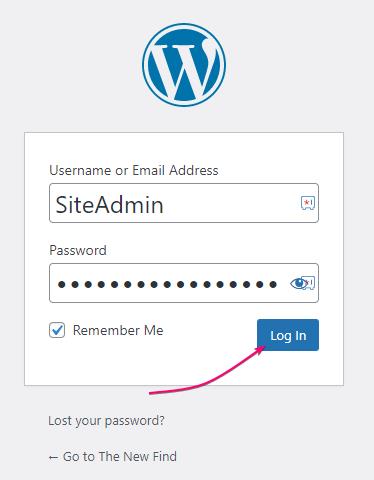 Username or Email Address
SiteAdmin
Password
Remember Me
Log In
Lost your password?
← Go to The New Find